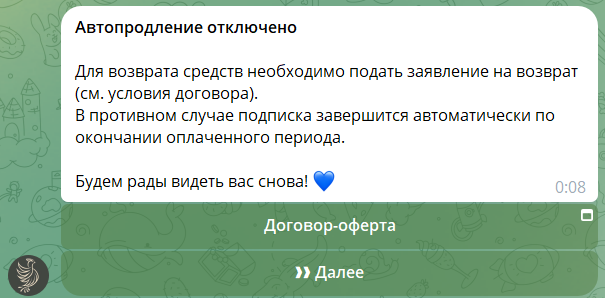 Автопродление отключено
Для возврата средств необходимо подать заявление на возврат
(см. условия договора).
В противном случае подписка завершится автоматически по
окончании оплаченного периода.
Будем рады видеть вас снова! 💙
0:08
Договор-оферта
Далее